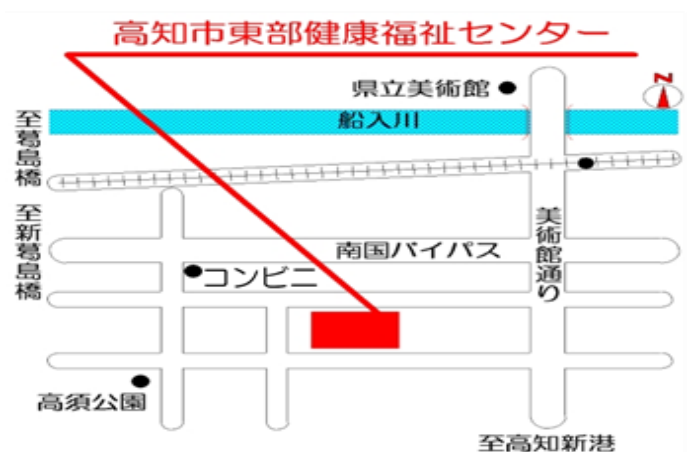 高知市東部健康福祉センター
県立美術館
N
船入川
至葛島橋
至新葛島橋
南国バイパス
美術館通り
コンビニ
高須公園
至高知新港